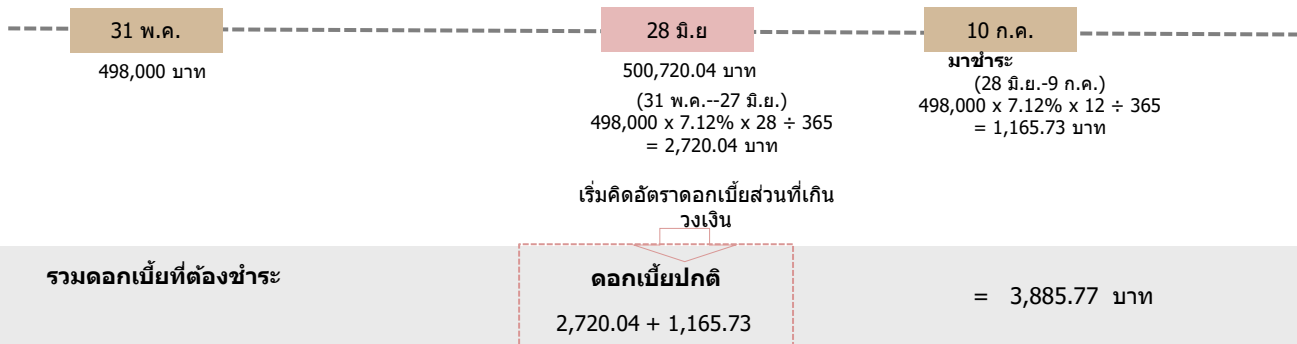 31 พ.ค.
28 มิ.ย
10 ก.ค.
498,000 บาท
500,720.04 บาท
(31 พ.ค.--27 มิ.ย.)
498,000 x 7.12% x 28 ÷ 365
= 2,720.04 บาท
มาชำระ
(28 มิ.ย.-9 ก.ค.)
498,000 x 7.12% x 12 ÷ 365
= 1,165.73 บาท
เริ่มคิดอัตราดอกเบี้ยส่วนที่เกิน
วงเงิน
รวมดอกเบี้ยที่ต้องชำระ
ดอกเบี้ยปกติ
2,720.04 + 1,165.73
= 3,885.77 บาท